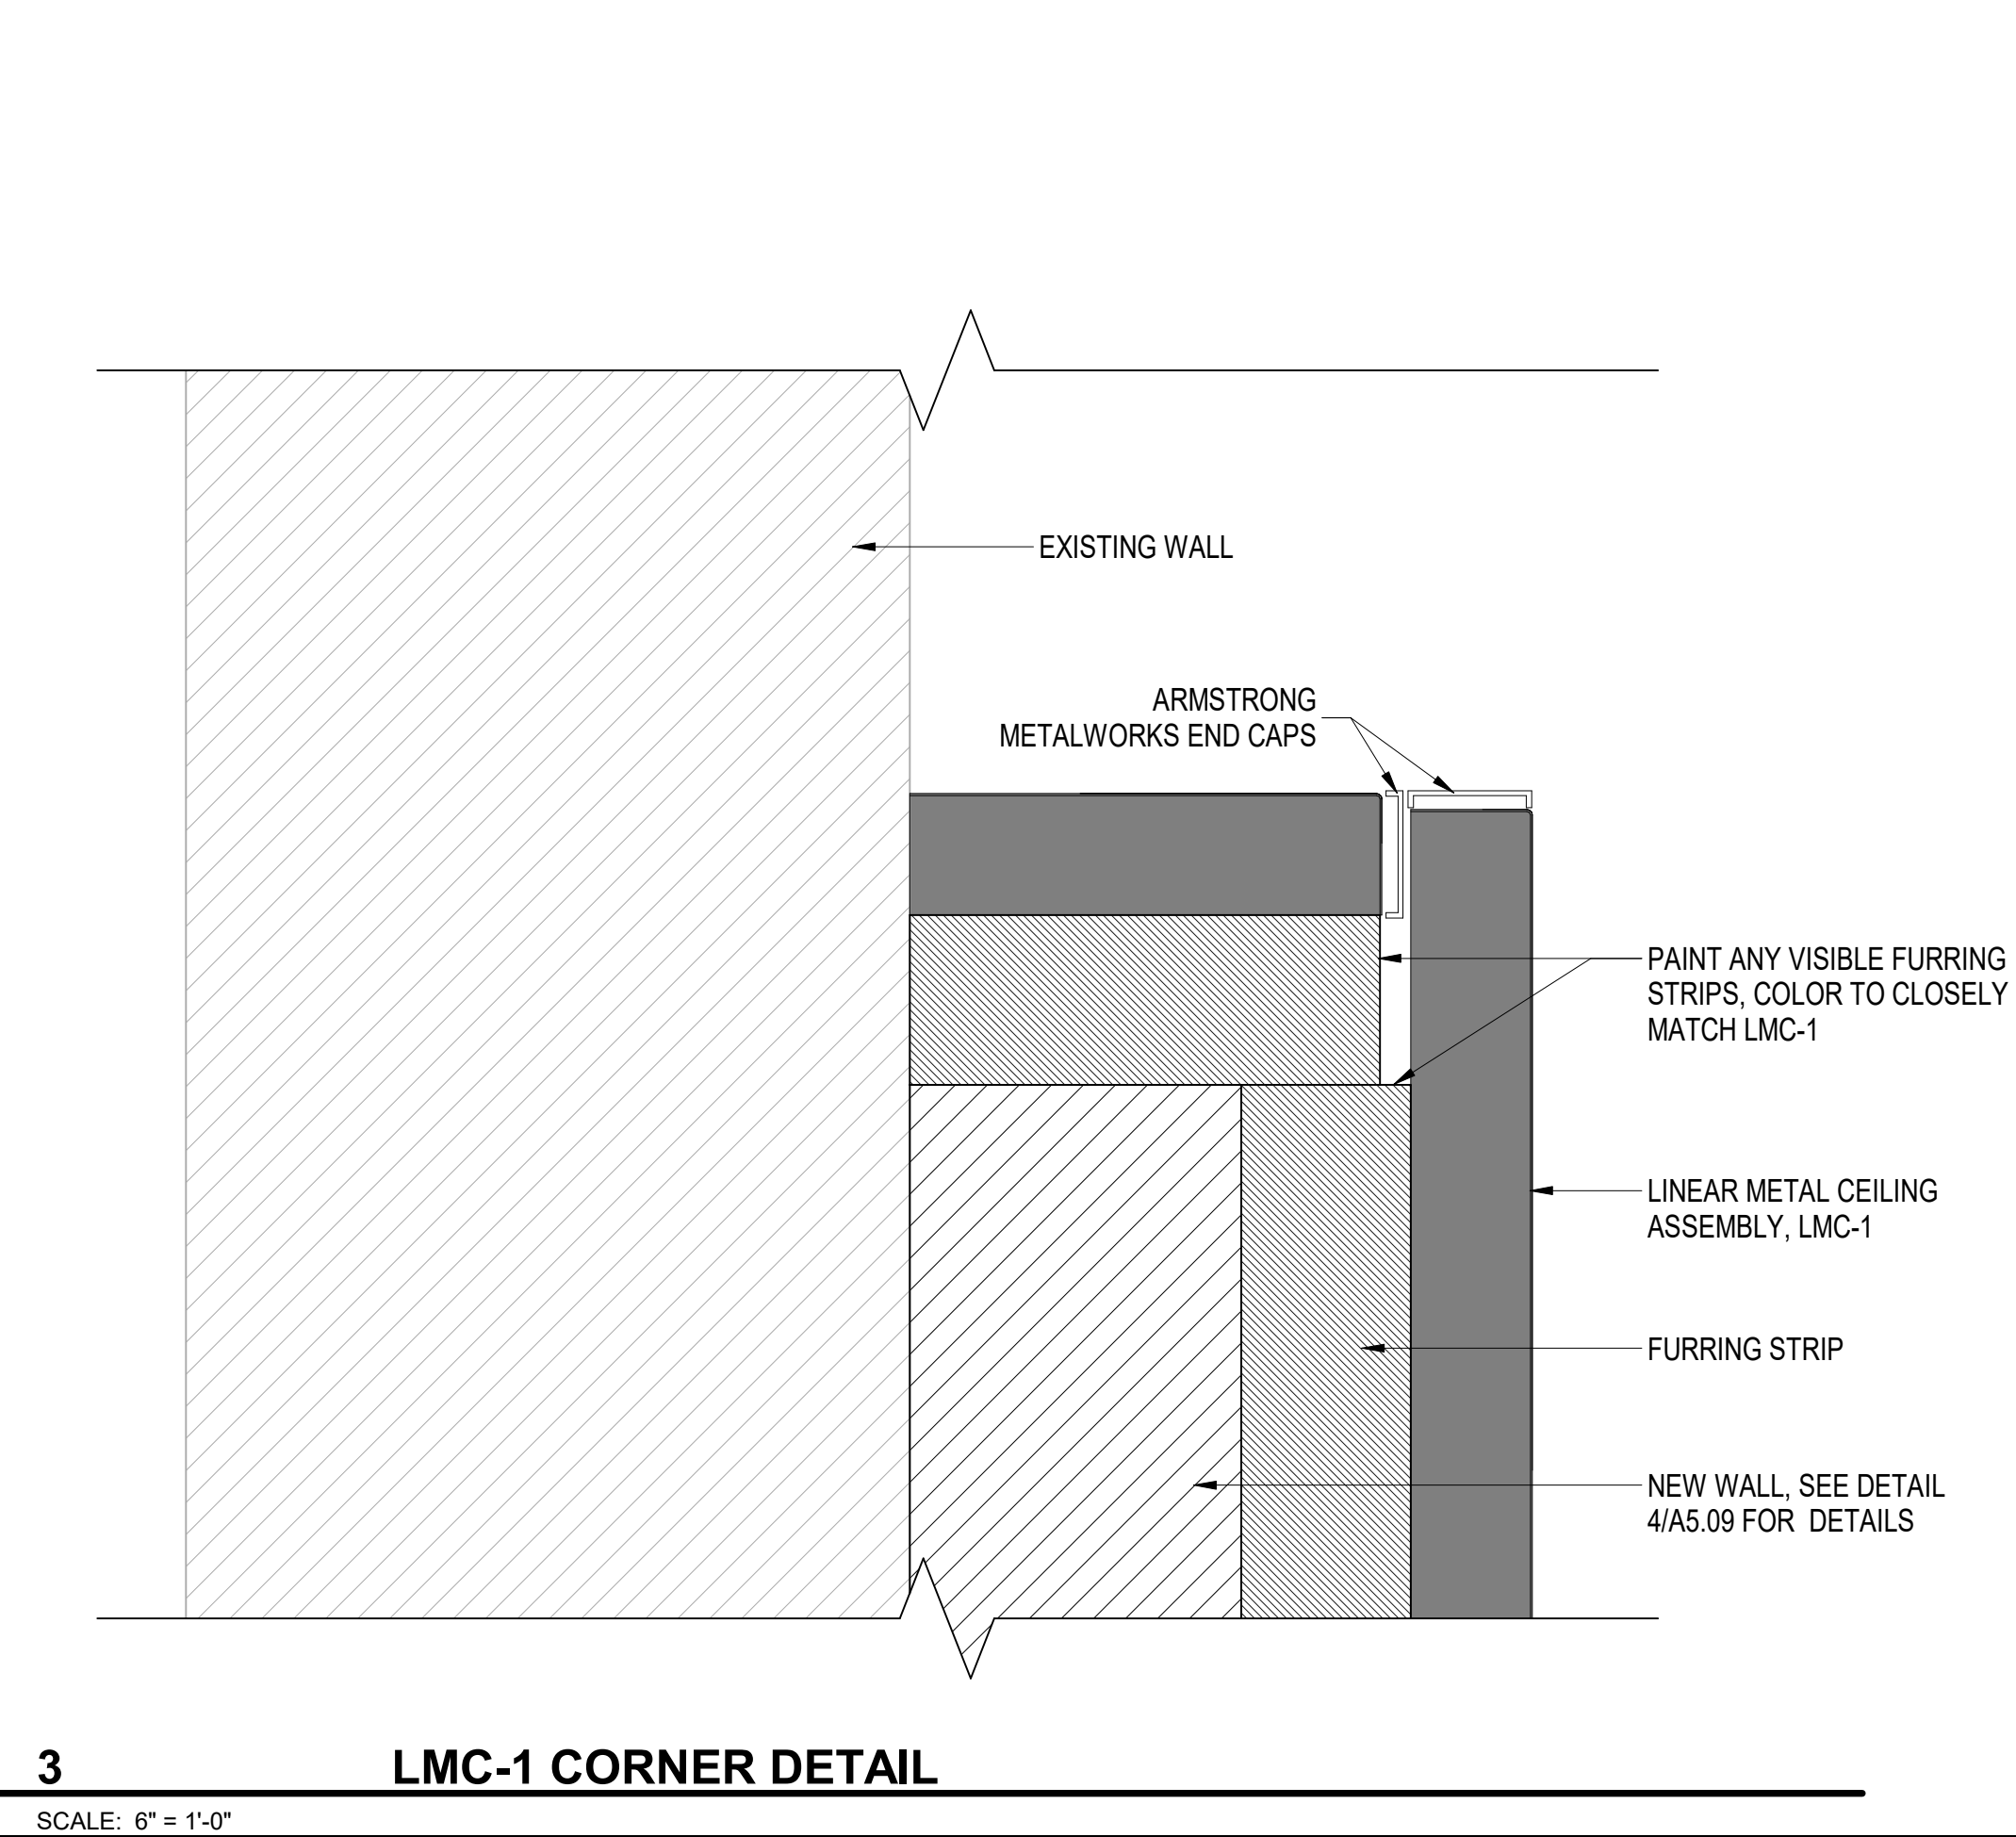 EXISTING WALL
ARMSTRONG
METALWORKS END CAPS
PAINT ANY VISIBLE FURRING
STRIPS, COLOR TO CLOSELY
MATCH LMC-1
LINEAR METAL CEILING
ASSEMBLY, LMC-1
FURRING STRIP
NEW WALL, SEE DETAIL
4/A5.09 FOR  DETAILS
3 LMC-1 CORNER DETAIL
SCALE:  6" = 1'-0"